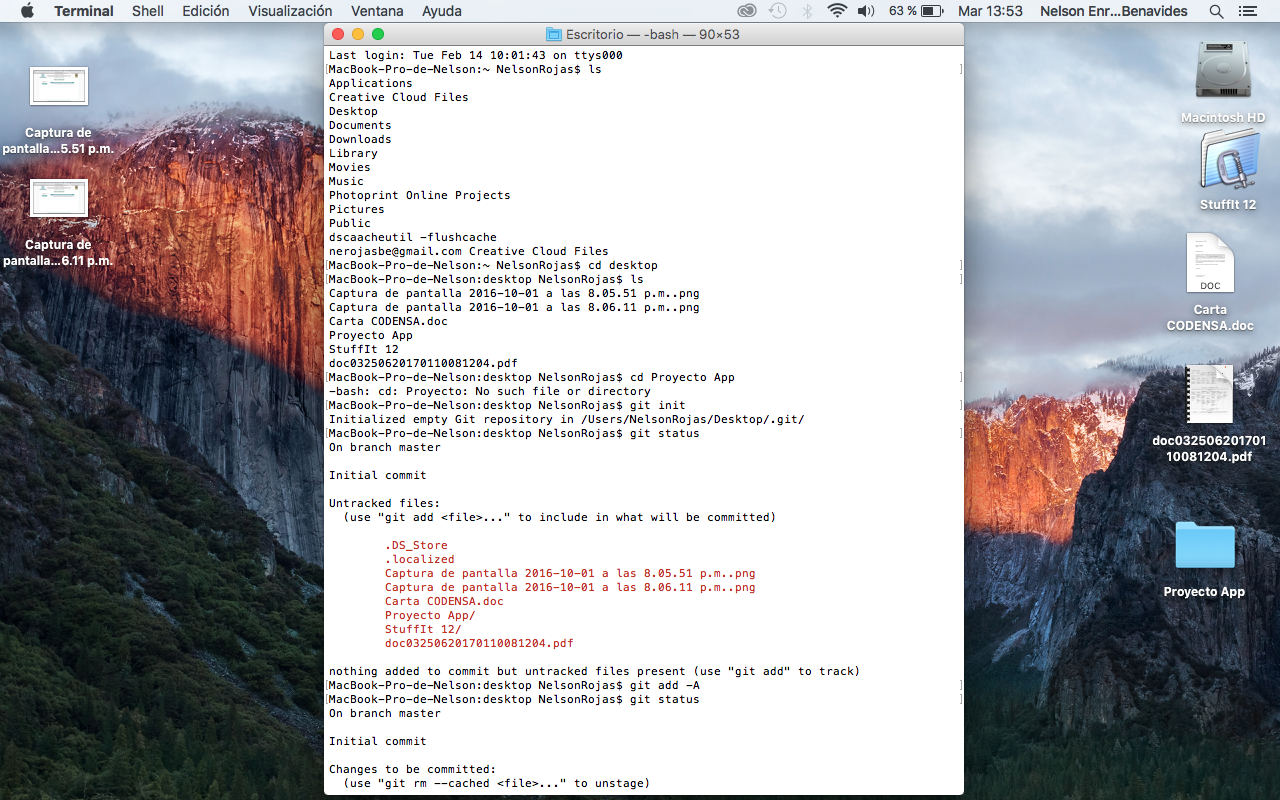 Terminal Shell Edición Visualización Ventana Ayuda 63 % Mar 13:53 Nelson Enr...Benavides
Escritorio — -bash — 90×53
Last login: Tue Feb 14 10:01:43 on ttys000
[MacBook-Pro-de-Nelson:~ NelsonRojas$ ls ]
Applications
Creative Cloud Files
Desktop
Documents
Downloads
Library
Movies
Music
Photoprint Online Projects
Pictures
Public
dscaacheutil -flushcache
nerojasbe@gmail.com Creative Cloud Files
[MacBook-Pro-de-Nelson:~ NelsonRojas$ cd desktop ]
[MacBook-Pro-de-Nelson:desktop NelsonRojas$ ls ]
Captura de pantalla 2016-10-01 a las 8.05.51 p.m..png
Captura de pantalla 2016-10-01 a las 8.06.11 p.m..png
Carta CODENSA.doc
Proyecto App
StuffIt 12
doc03250620170110081204.pdf
[MacBook-Pro-de-Nelson:desktop NelsonRojas$ cd Proyecto App ]
-bash: cd: Proyecto: No such file or directory
[MacBook-Pro-de-Nelson:desktop NelsonRojas$ git init ]
Initialized empty Git repository in /Users/NelsonRojas/Desktop/.git/
[MacBook-Pro-de-Nelson:desktop NelsonRojas$ git status ]
On branch master
Initial commit
Untracked files:
(use "git add <file>..." to include in what will be committed)
.DS_Store
.localized
Captura de pantalla 2016-10-01 a las 8.05.51 p.m..png
Captura de pantalla 2016-10-01 a las 8.06.11 p.m..png
Carta CODENSA.doc
Proyecto App/
StuffIt 12/
doc03250620170110081204.pdf
nothing added to commit but untracked files present (use "git add" to track)
[MacBook-Pro-de-Nelson:desktop NelsonRojas$ git add -A ]
[MacBook-Pro-de-Nelson:desktop NelsonRojas$ git status ]
On branch master
Initial commit
Changes to be committed:
(use "git rm --cached <file>..." to unstage)
Captura de
pantalla...5.51 p.m.
Captura de
pantalla...6.11 p.m.
Macintosh HD
StuffIt 12
DOC
Carta
CODENSA.doc
doc032506201701
10081204.pdf
Proyecto App